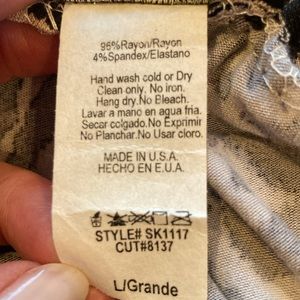 96%Rayon/Rayon
4%Spandex/Elastano
Hand wash cold or Dry
Clean only. No iron.
Hang dry. No Bleach.
Lavar a mano en agua fria.
Secar colgado. No Exprimir
No Planchar. No Usar cloro.
MADE IN U.S.A.
HECHO EN E.U.A.
STYLE# SK1117
CUT#8137
L/Grande